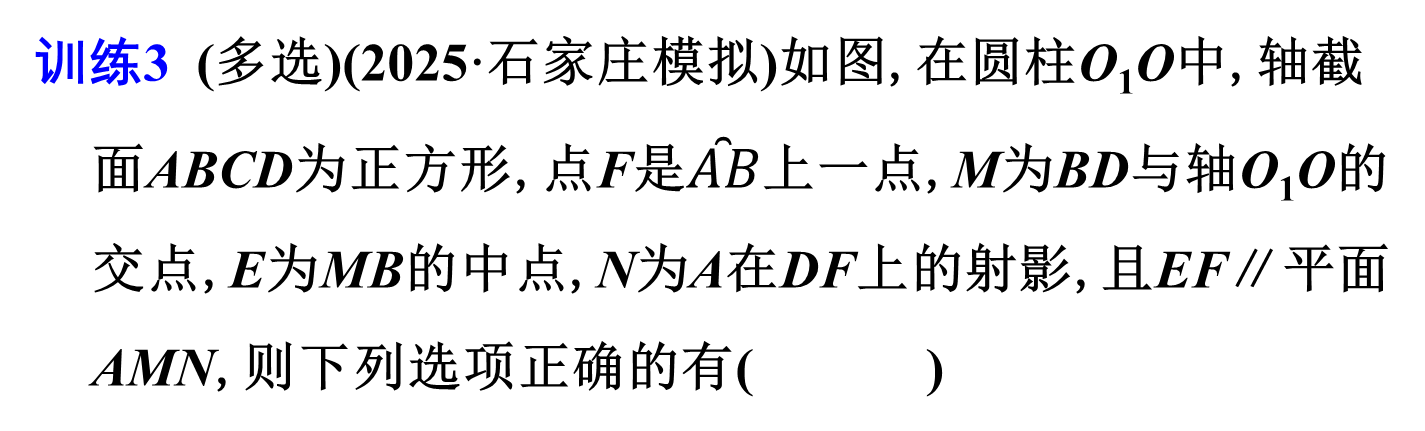 训练3 (多选)(2025·石家庄模拟)如图,在圆柱O₁O中,轴截
面ABCD为正方形,点F是A͡B上一点,M为BD与轴O₁O的
交点,E为MB的中点,N为A在DF上的射影,且EF∥平面
AMN,则下列选项正确的有(  )